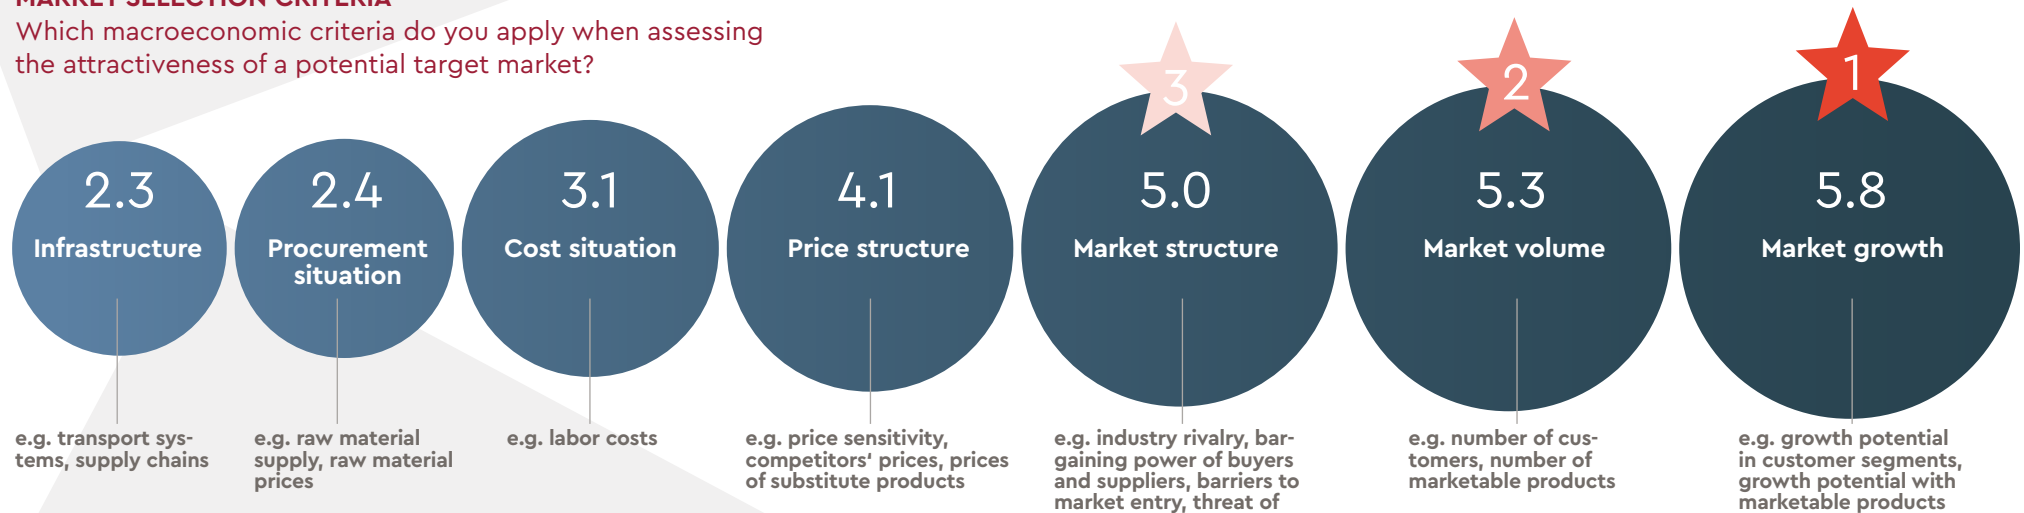 MARKET SELECTION CRITERIA
Which macroeconomic criteria do you apply when assessing
the attractiveness of a potential target market?
2.3
Infrastructure
e.g. transport sys-
tems, supply chains
2.4
Procurement
situation
e.g. raw material
supply, raw material
prices
3.1
Cost situation
e.g. labor costs
4.1
Price structure
e.g. price sensitivity,
competitors‘ prices, prices
of substitute products
3
5.0
Market structure
e.g. industry rivalry, bar-
gaining power of buyers
and suppliers, barriers to
market entry, threat of
2
5.3
Market volume
e.g. number of cus-
tomers, number of
marketable products
1
5.8
Market growth
e.g. growth potential
in customer segments,
growth potential with
marketable products